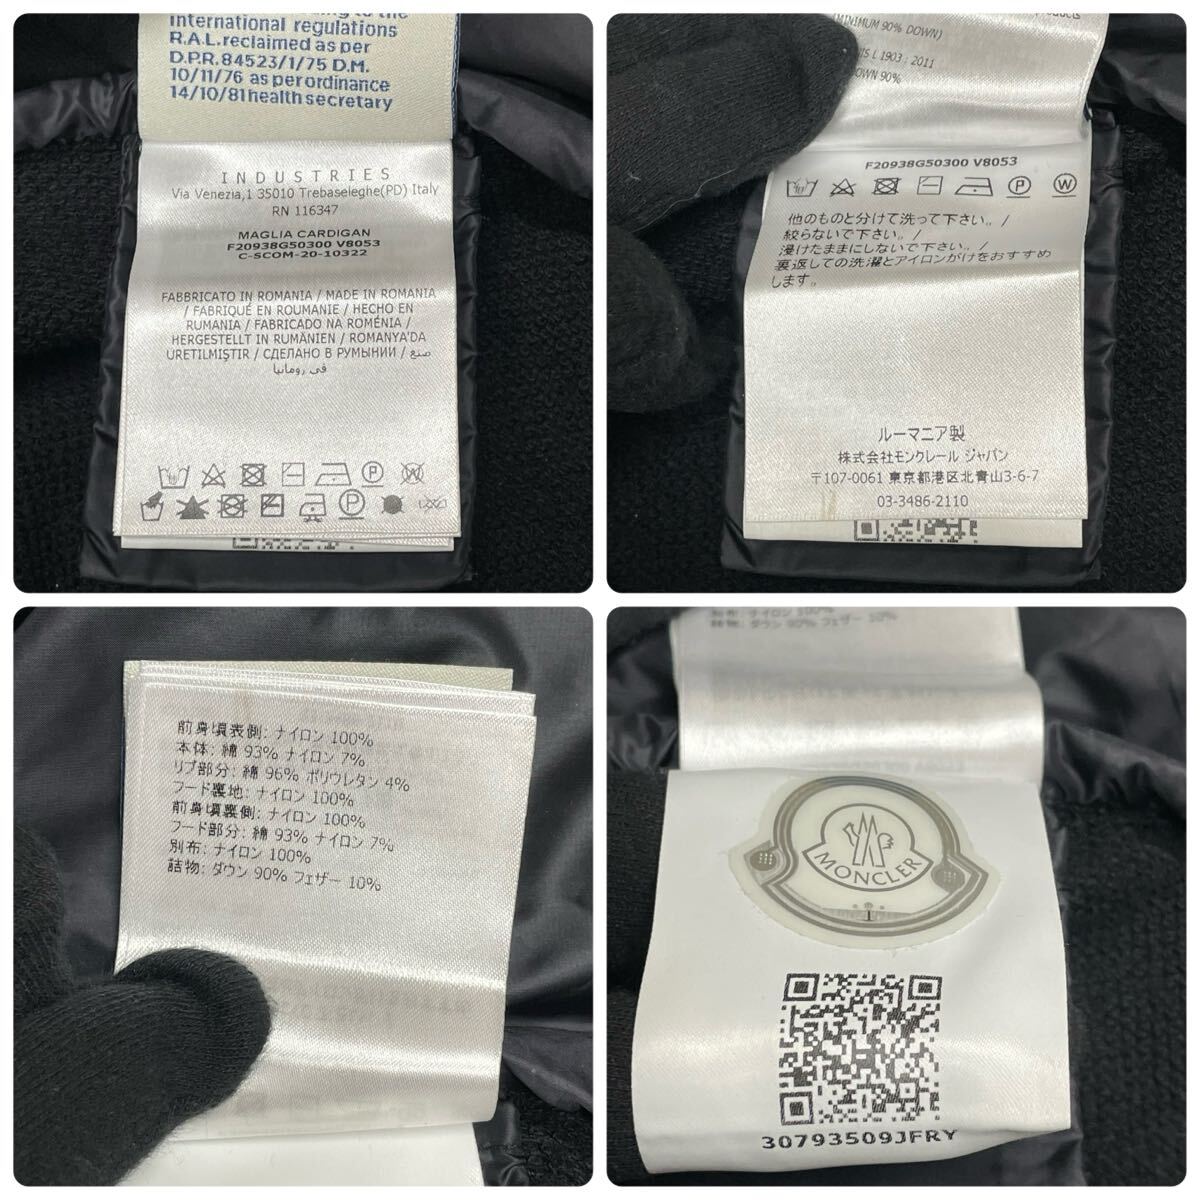 international regulations
R.A.L.reclaimed as per
D.P.R. 84523/1/75 D.M.
10/11/76 as perordinance
14/10/81 health secretary
INDUSTRIES
Via Venezia,1 35010 Trebaseleghe(PD) Italy
RN 116347
MAGLIA CARDIGAN
F20938G50300 V8053
C-SCOM-20-10322
FABBRICATO IN ROMANIA / MADE IN ROMANIA
/ FABRIQUÉ EN ROUMANIE / HECHO EN
RUMANIA / FABRICADO NA ROMÉNIA /
HERGESTELLT IN RUMÄNIEN / ROMANYA'DA
URETILMIŞTIR / СДЕЛАНО В РУМЫНИИ / صنع
في رومانيا
MINIMUM 90% DOWN)
L 1903 : 2011
DOWN 90%
F20938G50300 V8053
他のものと分けて洗って下さい。/
絞らないで下さい。/
浸けたままにしないで下さい。/
裏返しての洗濯とアイロンがけをおすすめ
します。
ルーマニア製
株式会社モンクレール ジャパン
〒107-0061 東京都港区北青山3-6-7
03-3486-2110
前身頃表側: ナイロン 100%
本体: 綿 93% ナイロン 7%
リブ部分: 綿 96% ポリウレタン 4%
フード裏地: ナイロン 100%
前身頃裏側: ナイロン 100%
フード部分: 綿 93% ナイロン 7%
別布: ナイロン 100%
詰物: ダウン 90% フェザー 10%
別布: ナイロン 100%
詰物: ダウン 90% フェザー 10%
MONCLER
30793509JFRY